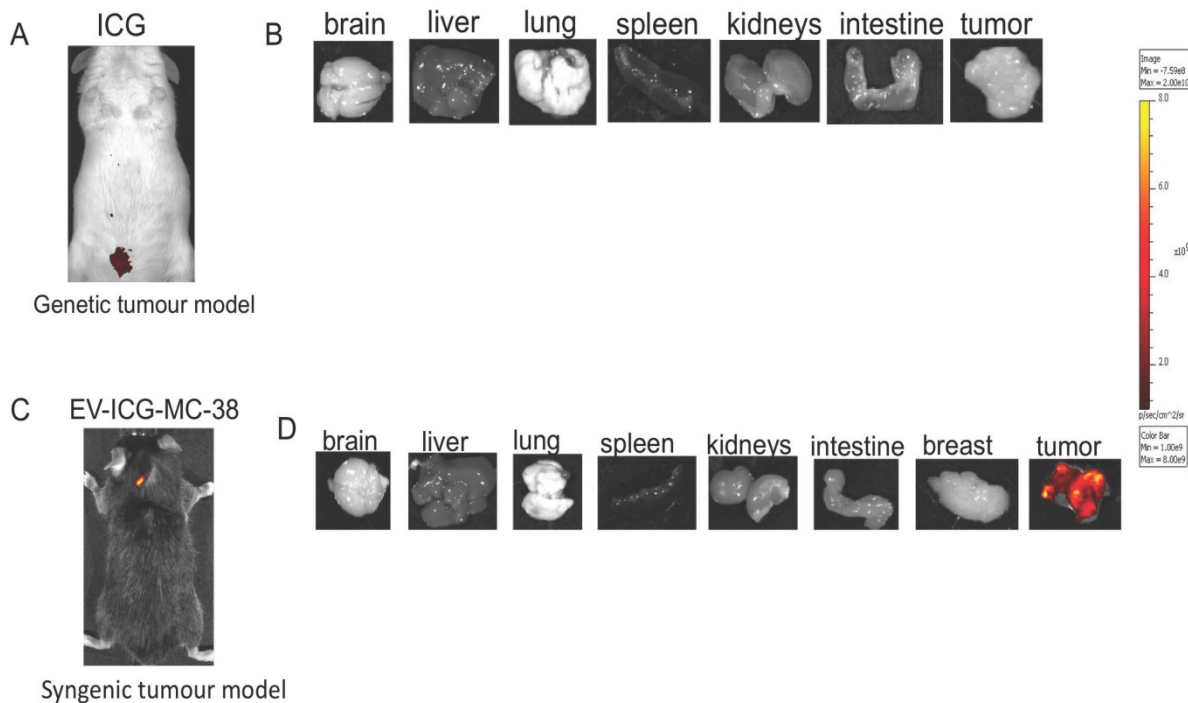 A
ICG
Genetic tumour model
B
brain liver lung spleen kidneys intestine tumor
Image
Min = -7.59e8
Max = 2.00e10
8.0
6.0
4.0
2.0
p/sec/cm^2/sr
Color Bar
Min = 1.00e9
Max = 8.00e9
C
EV-ICG-MC-38
Syngenic tumour model
D
brain liver lung spleen kidneys intestine breast tumor